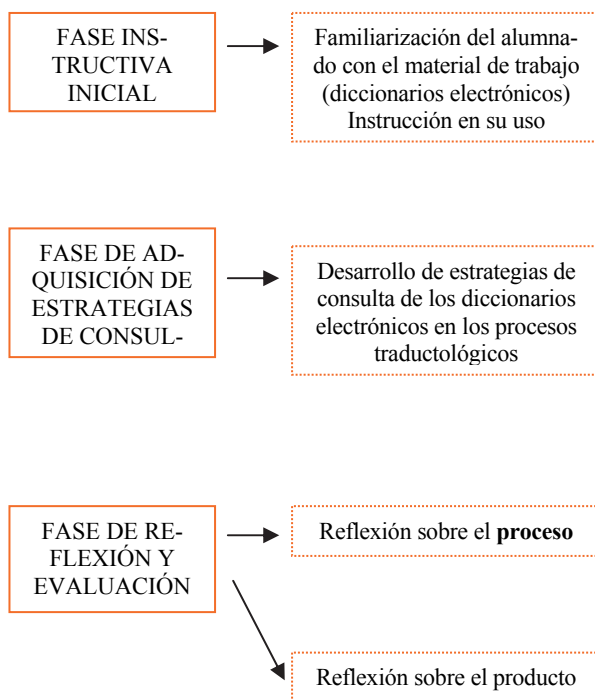 FASE INS-
TRUCTIVA
INICIAL
Familiarización del alumna-
do con el material de trabajo
(diccionarios electrónicos)
Instrucción en su uso
FASE DE AD-
QUISICIÓN DE
ESTRATEGIAS
DE CONSUL-
Desarrollo de estrategias de
consulta de los diccionarios
electrónicos en los procesos
traductológicos
FASE DE RE-
FLEXIÓN Y
EVALUACIÓN
Reflexión sobre el proceso
Reflexión sobre el producto